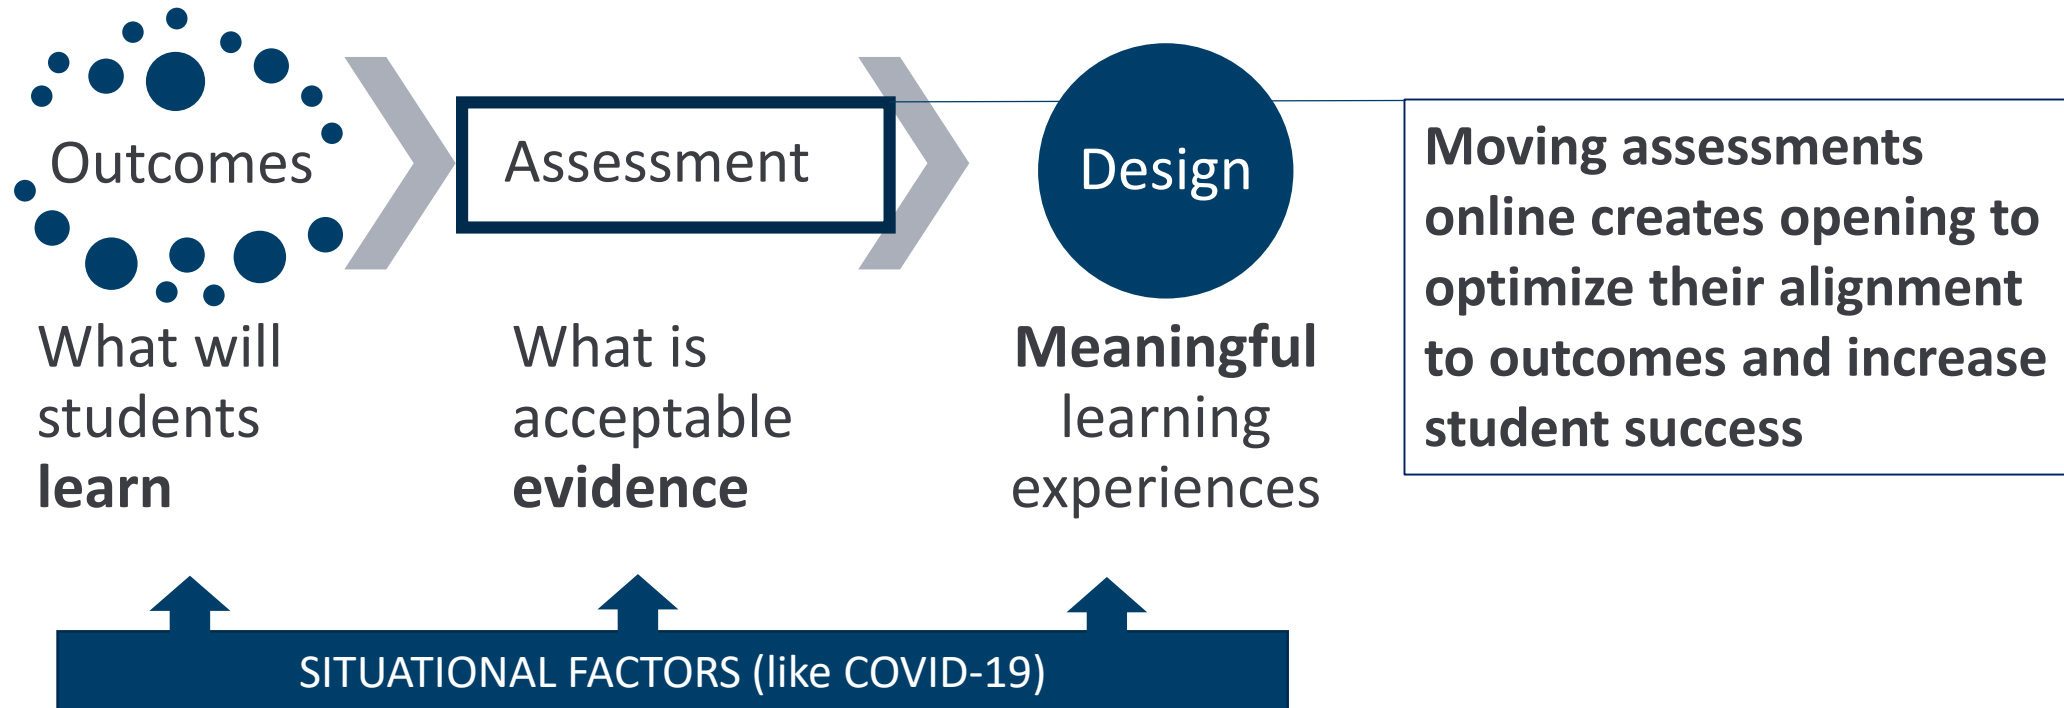 Outcomes
Assessment
Design
What will
students
learn
What is
acceptable
evidence
Meaningful
learning
experiences
Moving assessments
online creates opening to
optimize their alignment
to outcomes and increase
student success
SITUATIONAL FACTORS (like COVID-19)